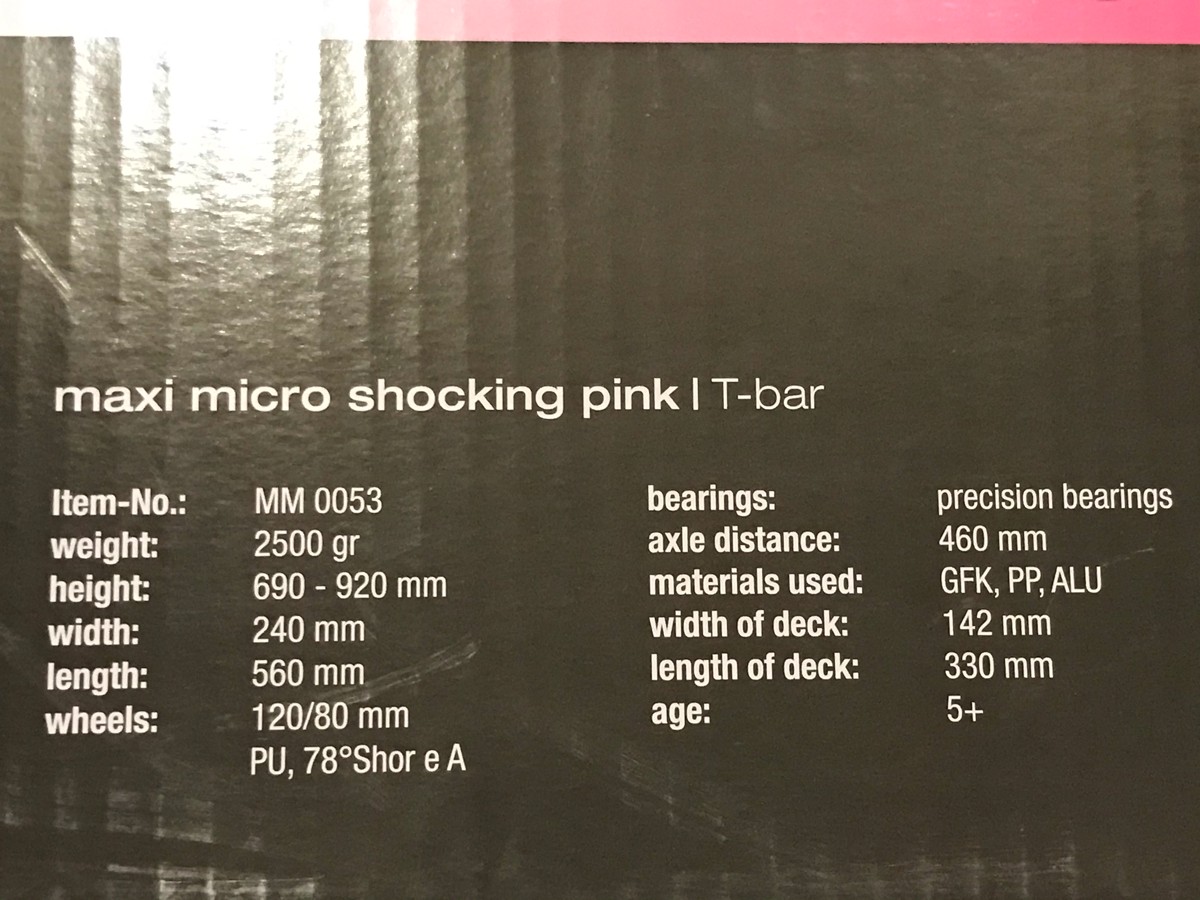 maxi micro shocking pink | T-bar
Item-No.: MM 0053
weight: 2500 gr
height: 690 - 920 mm
width: 240 mm
length: 560 mm
wheels: 120/80 mm
PU, 78°Shor e A
bearings: precision bearings
axle distance: 460 mm
materials used: GFK, PP, ALU
width of deck: 142 mm
length of deck: 330 mm
age: 5+